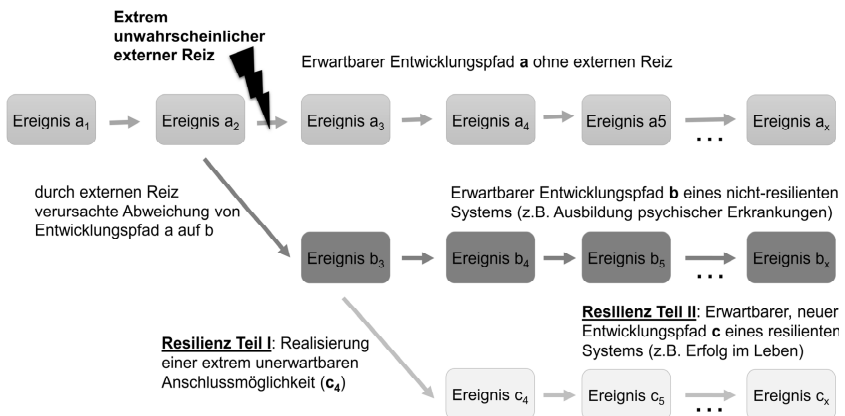 Extrem
unwahrscheinlicher
externer Reiz
Erwartbarer Entwicklungspfad a ohne externen Reiz
Ereignis a₁
Ereignis a₂
Ereignis a₃
Ereignis a₄
Ereignis a5
...
Ereignis aₓ
durch externen Reiz
verursachte Abweichung von
Entwicklungspfad a auf b
Erwartbarer Entwicklungspfad b eines nicht-resilienten
Systems (z.B. Ausbildung psychischer Erkrankungen)
Ereignis b₃
Ereignis b₄
Ereignis b₅
...
Ereignis bₓ
Resilienz Teil I: Realisierung
einer extrem unerwartbaren
Anschlussmöglichkeit (c₄)
Resilienz Teil II: Erwartbarer, neuer
Entwicklungspfad c eines resilienten
Systems (z.B. Erfolg im Leben)
Ereignis c₄
Ereignis c₅
...
Ereignis cₓ